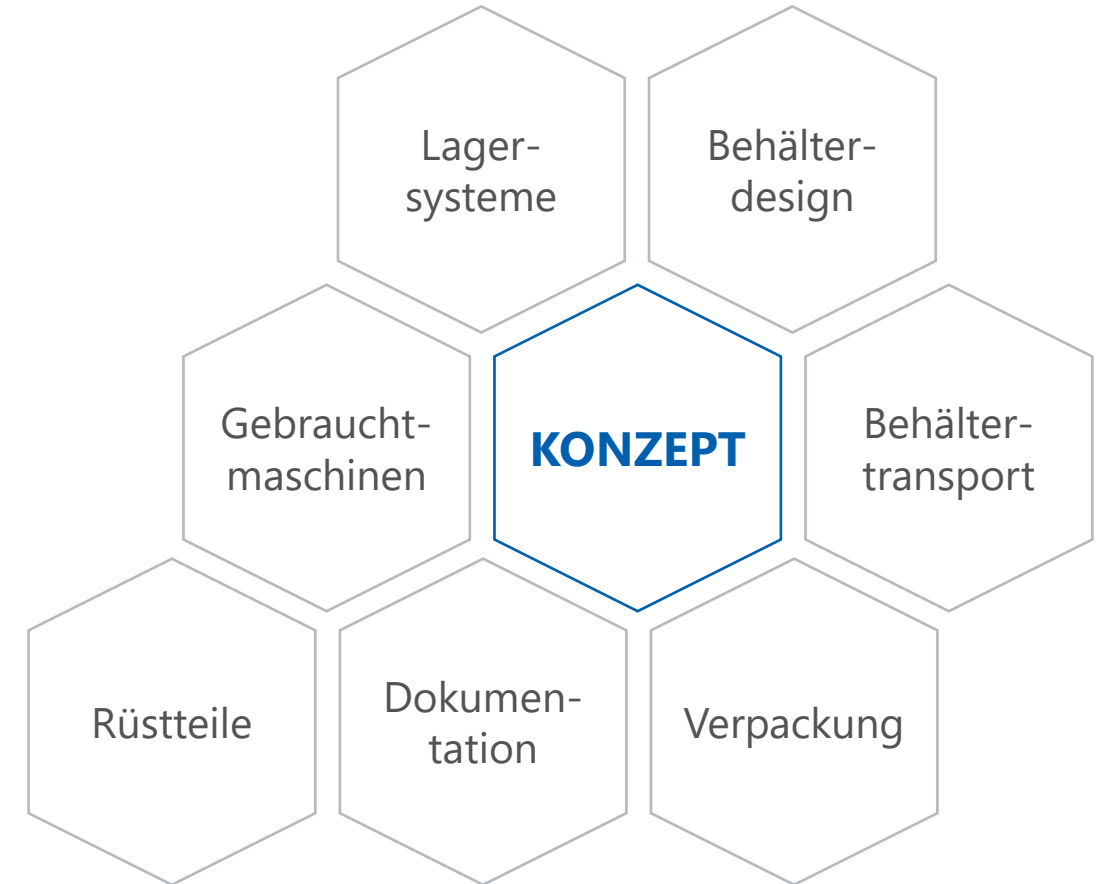 Lager-
systeme
Behälter-
design
Gebraucht-
maschinen
KONZEPT
Behälter-
transport
Rüstteile
Dokumen-
tation
Verpackung